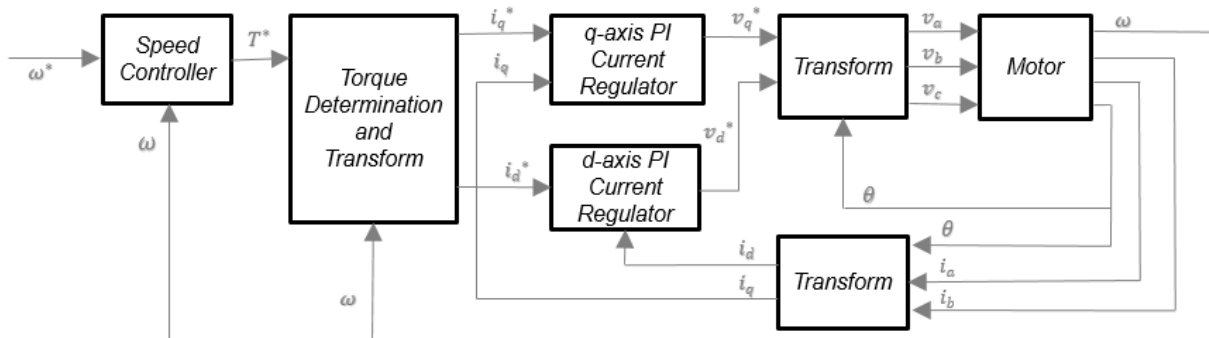 ω*
Speed
Controller
ω
T*
Torque
Determination
and
Transform
ω
i_q*
i_q
i_d*
q-axis PI
Current
Regulator
d-axis PI
Current
Regulator
v_q*
v_d*
Transform
v_a
v_b
v_c
Motor
ω
θ
θ
i_d
i_q
Transform
i_a
i_b